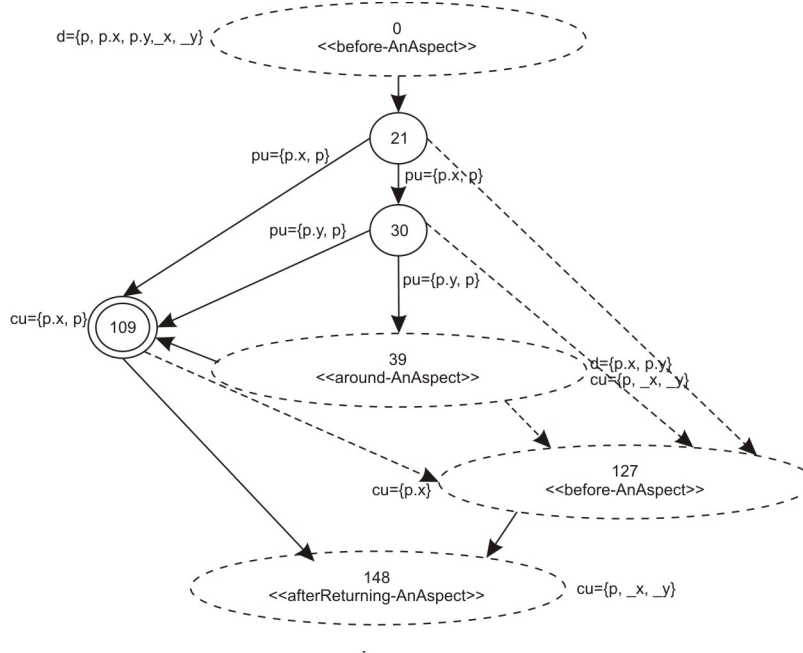 0
d={p, p.x, p.y,_x, _y}
<<before-AnAspect>>
21
pu={p.x, p}
pu={p.x, p}
30
pu={p.y, p}
pu={p.y, p}
cu={p.x, p}
109
39
<<around-AnAspect>>
d={p.x, p.y}
cu={p, _x, _y}
127
<<before-AnAspect>>
cu={p.x}
148
<<afterReturning-AnAspect>>
cu={p, _x, _y}